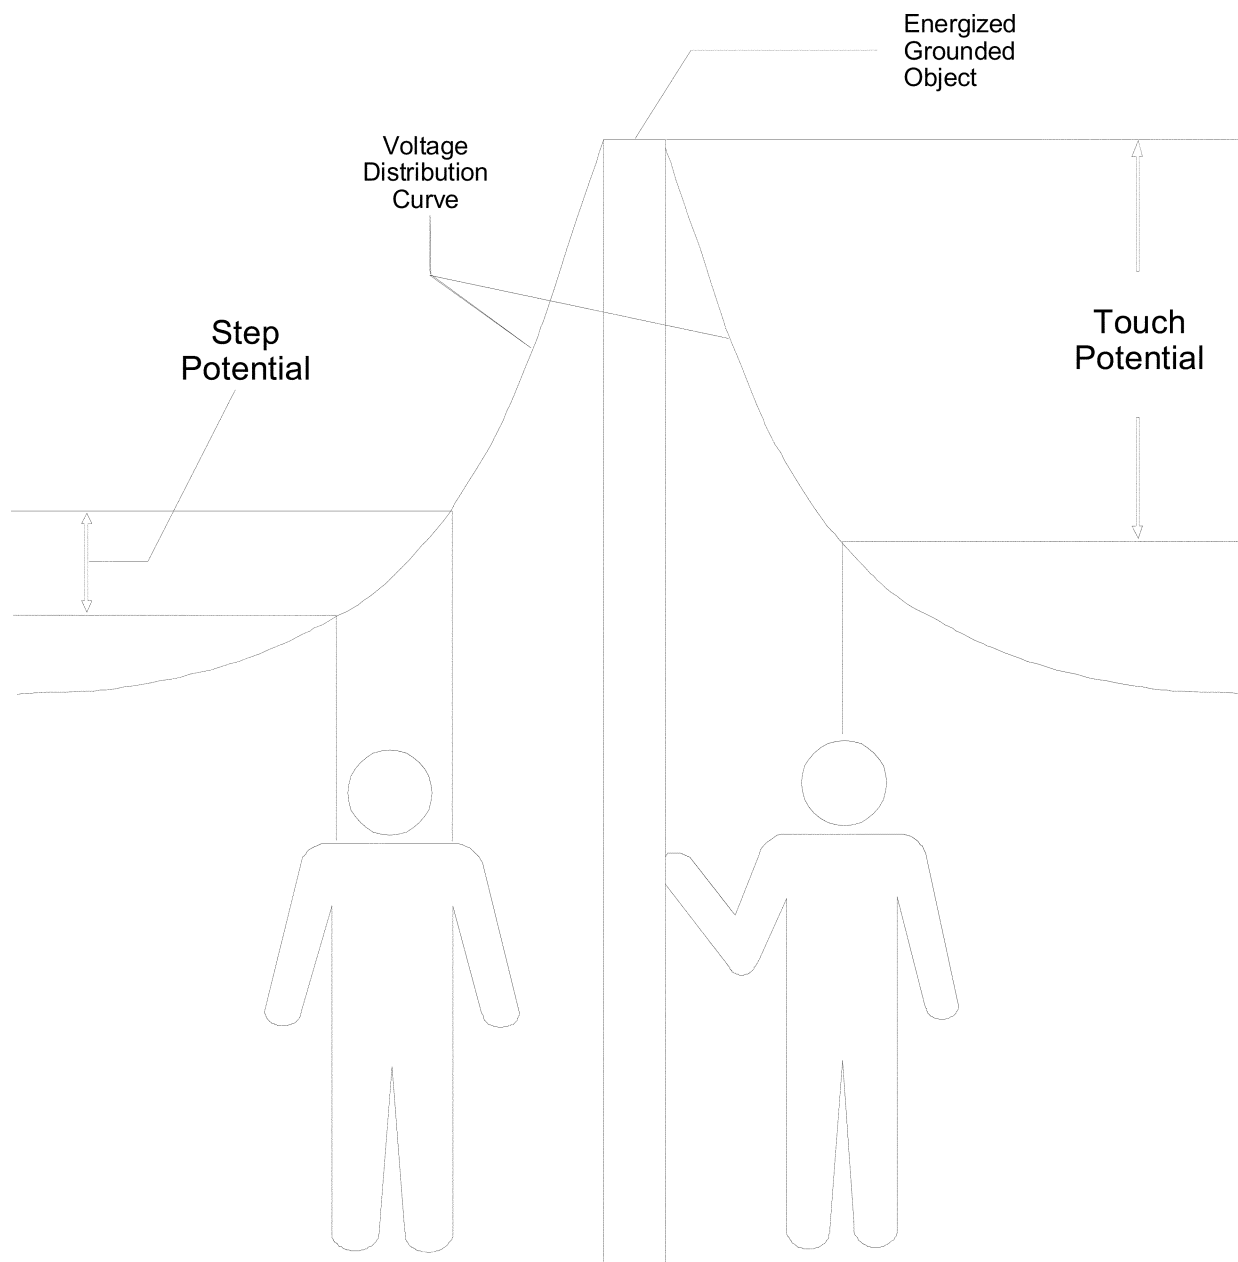 Energized
Grounded
Object
Voltage
Distribution
Curve
Step
Potential
Touch
Potential